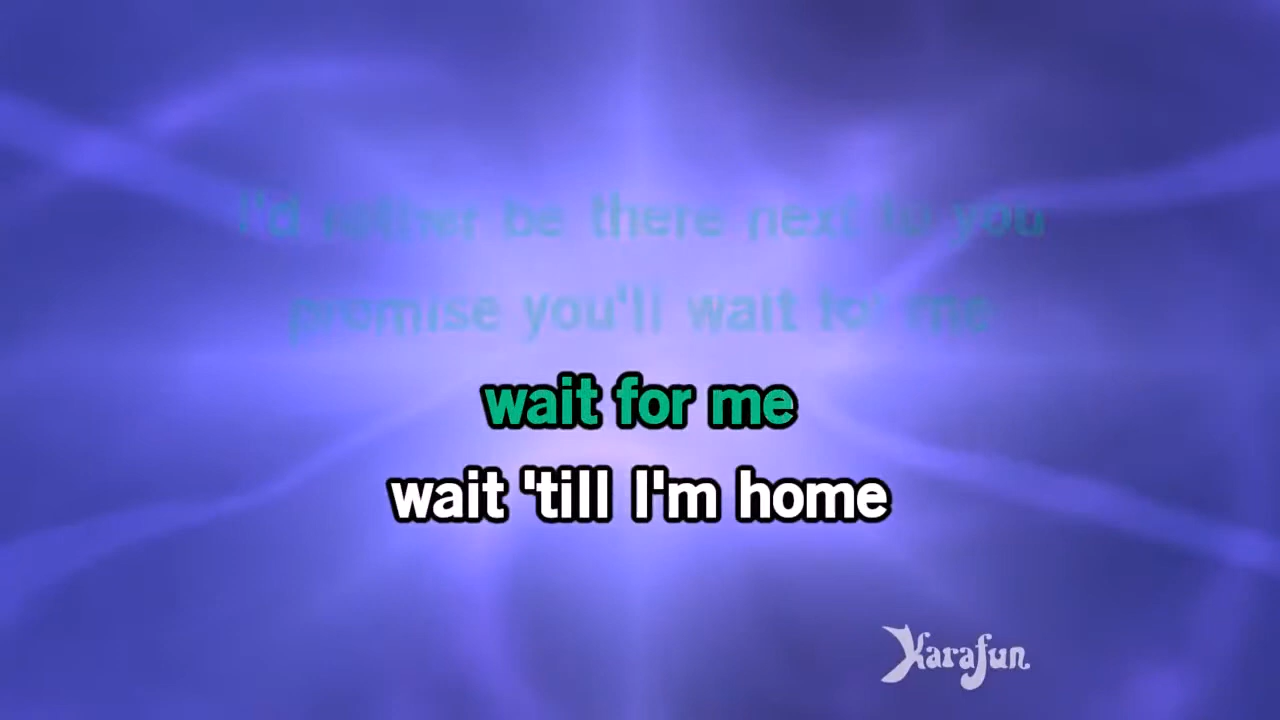 I'd rather be there next to you
promise you'll wait for me
wait for me
wait 'till I'm home
Karafun